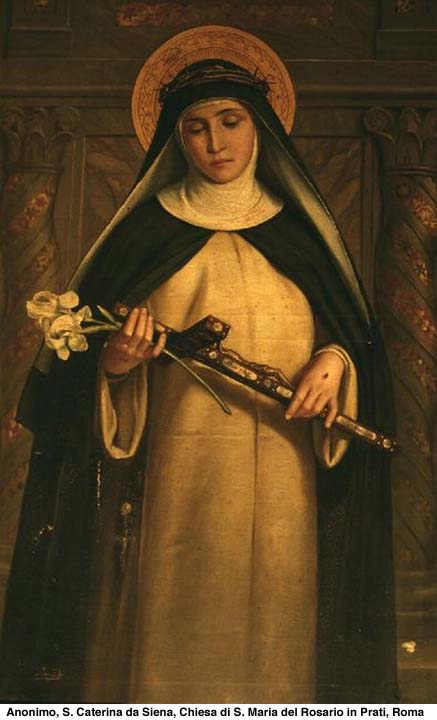 Anonimo, S. Caterina da Siena, Chiesa di S. Maria del Rosario in Prati, Roma